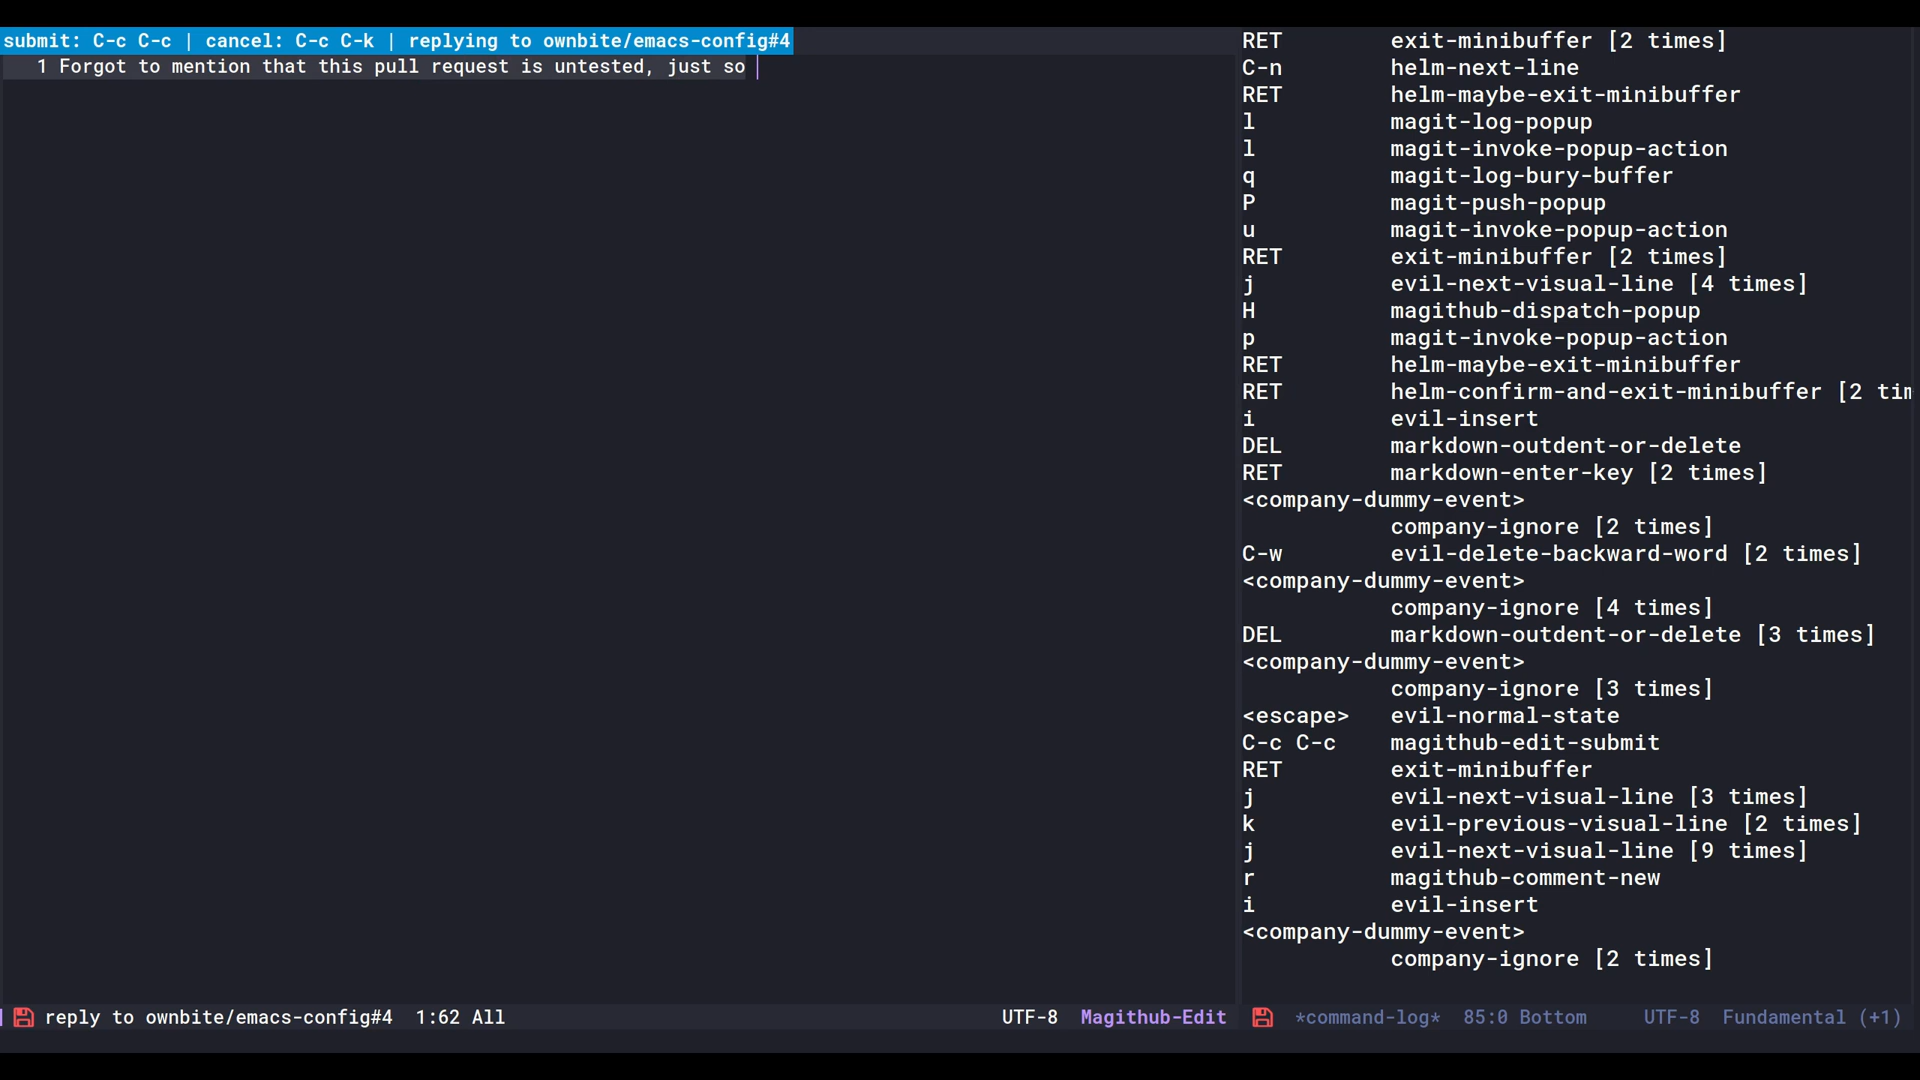 submit: C-c C-c | cancel: C-c C-k | replying to ownbite/emacs-config#4
1 Forgot to mention that this pull request is untested, just so
reply to ownbite/emacs-config#4 1:62 All UTF-8 Magithub-Edit
RET exit-minibuffer [2 times]
C-n helm-next-line
RET helm-maybe-exit-minibuffer
l magit-log-popup
l magit-invoke-popup-action
q magit-log-bury-buffer
P magit-push-popup
u magit-invoke-popup-action
RET exit-minibuffer [2 times]
j evil-next-visual-line [4 times]
H magithub-dispatch-popup
p magit-invoke-popup-action
RET helm-maybe-exit-minibuffer
RET helm-confirm-and-exit-minibuffer [2 tim
i evil-insert
DEL markdown-outdent-or-delete
RET markdown-enter-key [2 times]
<company-dummy-event>
company-ignore [2 times]
C-w evil-delete-backward-word [2 times]
<company-dummy-event>
company-ignore [4 times]
DEL markdown-outdent-or-delete [3 times]
<company-dummy-event>
company-ignore [3 times]
<escape> evil-normal-state
C-c C-c magithub-edit-submit
RET exit-minibuffer
j evil-next-visual-line [3 times]
k evil-previous-visual-line [2 times]
j evil-next-visual-line [9 times]
r magithub-comment-new
i evil-insert
<company-dummy-event>
company-ignore [2 times]
*command-log* 85:0 Bottom UTF-8 Fundamental (+1)